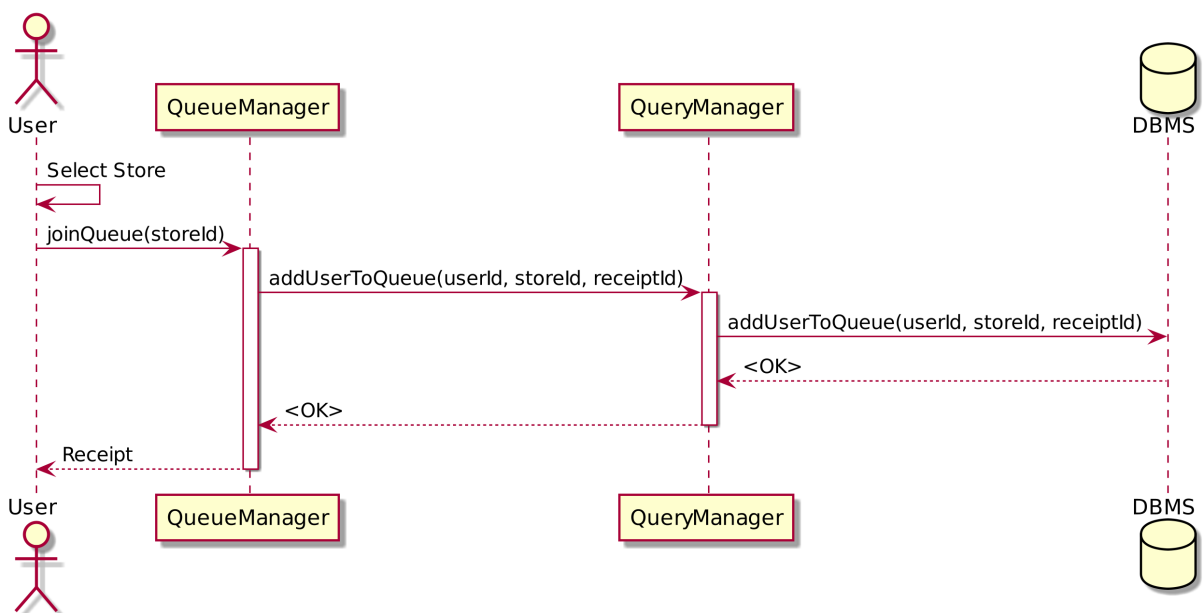 User
QueueManager
QueryManager
DBMS
Select Store
joinQueue(storeId)
addUserToQueue(userId, storeId, receiptId)
addUserToQueue(userId, storeId, receiptId)
<OK>
<OK>
Receipt
User
QueueManager
QueryManager
DBMS